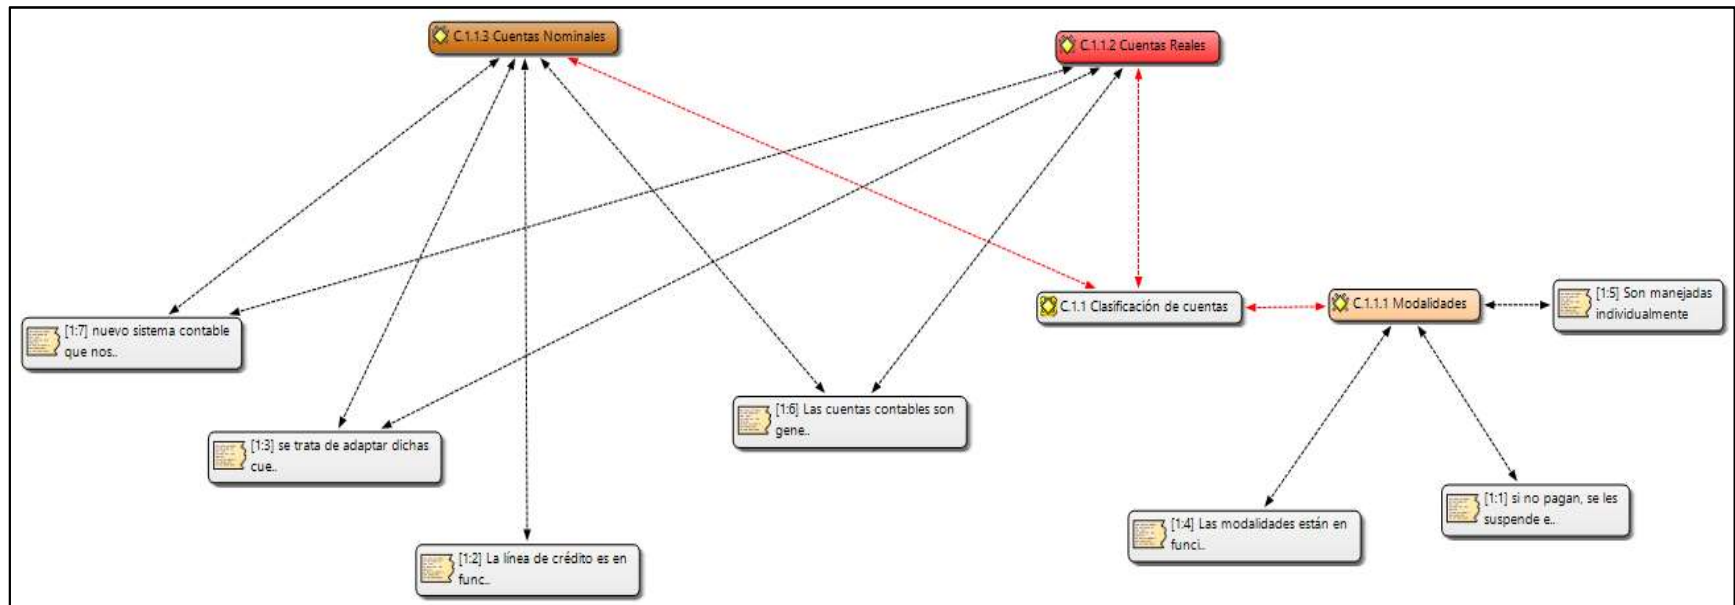 C.1.1.3 Cuentas Nominales
C.1.1.2 Cuentas Reales
C.1.1 Clasificación de cuentas
C.1.1.1 Modalidades
[1:5] Son manejadas
individualmente
[1:7] nuevo sistema contable
que nos..
[1:6] Las cuentas contables son
gene..
[1:3] se trata de adaptar dichas
cue..
[1:1] si no pagan, se les
suspende e..
[1:4] Las modalidades están en
funci..
[1:2] La línea de crédito es en
func..